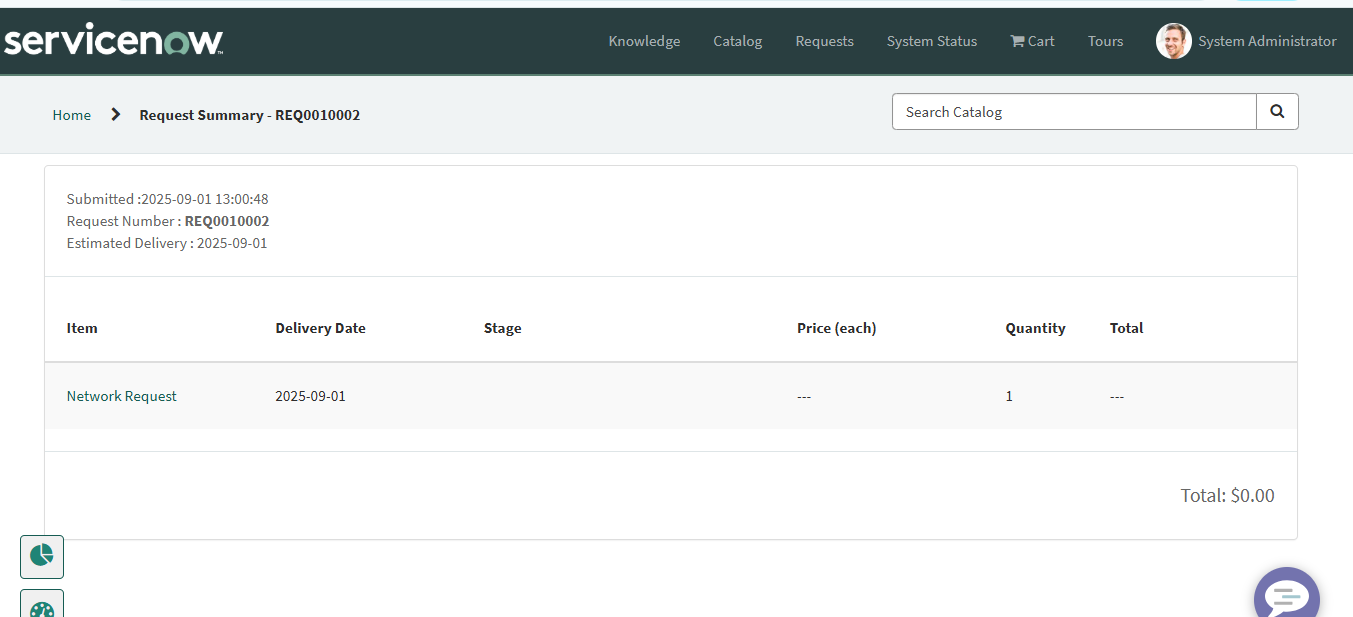 servicenow
Knowledge Catalog Requests System Status Cart Tours System Administrator
Home Request Summary - REQ0010002 Search Catalog
Submitted :2025-09-01 13:00:48
Request Number : REQ0010002
Estimated Delivery : 2025-09-01
Item Delivery Date Stage Price (each) Quantity Total
Network Request 2025-09-01 --- 1 ---
Total: $0.00